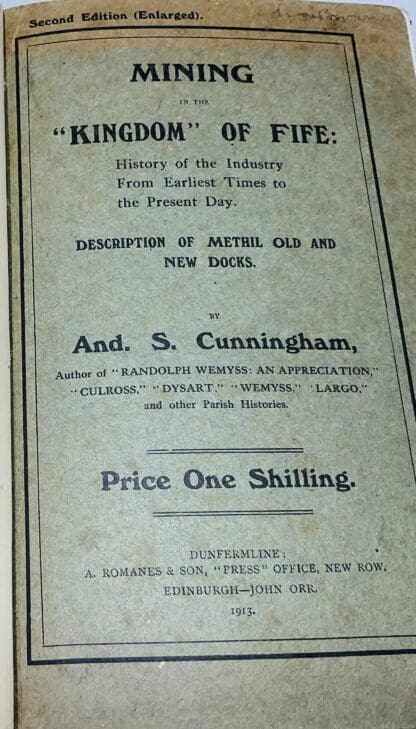 Second Edition (Enlarged).
MINING
IN THE
"KINGDOM" OF FIFE:
History of the Industry
From Earliest Times to
the Present Day.
DESCRIPTION OF METHIL OLD AND
NEW DOCKS.
BY
And. S. Cunningham,
Author of "RANDOLPH WEMYSS: AN APPRECIATION,"
"CULROSS," "DYSART," "WEMYSS," "LARGO,"
and other Parish Histories.
Price One Shilling.
DUNFERMLINE:
A. ROMANES & SON, "PRESS" OFFICE, NEW ROW.
EDINBURGH—JOHN ORR.
1913.